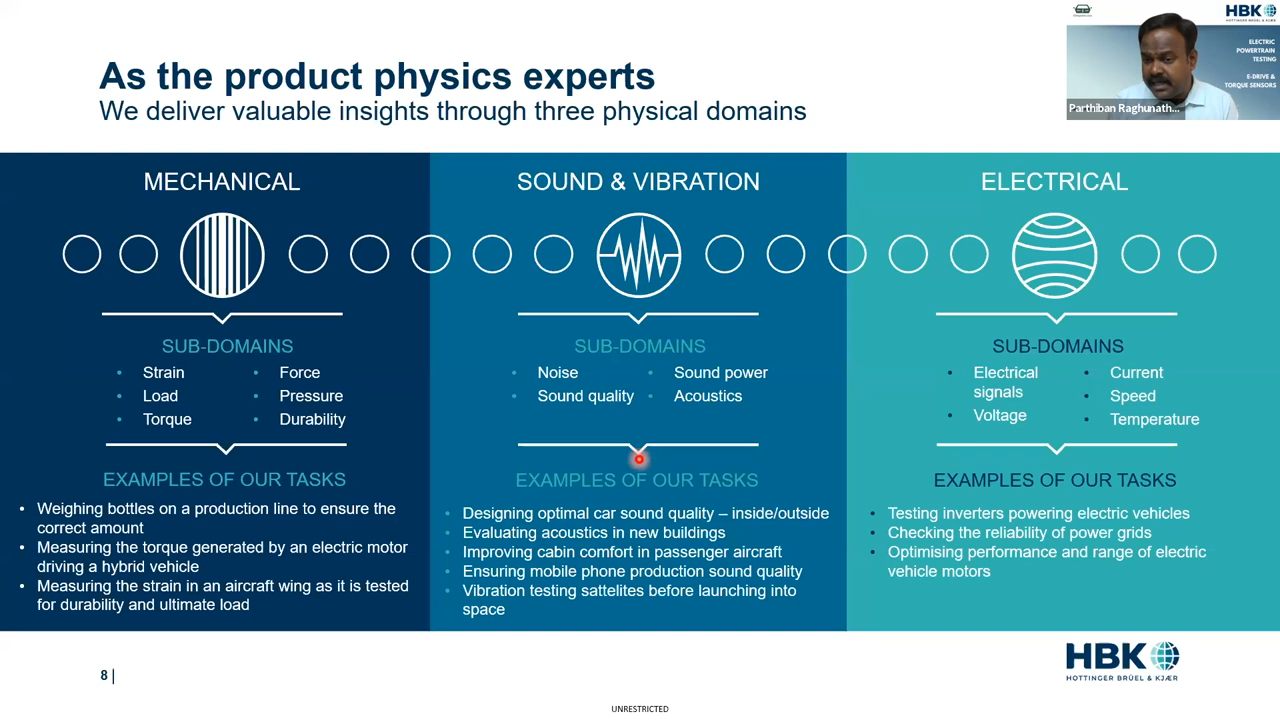 As the product physics experts
We deliver valuable insights through three physical domains
HBK
HOTTINGER BRÜEL & KJÆR
ELECTRIC
POWERTRAIN
TESTING
E-DRIVE &
TORQUE SENSORS
Parthiban Raghunath...
MECHANICAL
SUB-DOMAINS
• Strain
• Load
• Torque
• Force
• Pressure
• Durability
EXAMPLES OF OUR TASKS
• Weighing bottles on a production line to ensure the
correct amount
• Measuring the torque generated by an electric motor
driving a hybrid vehicle
• Measuring the strain in an aircraft wing as it is tested
for durability and ultimate load
SOUND & VIBRATION
SUB-DOMAINS
• Noise
• Sound quality
• Sound power
• Acoustics
EXAMPLES OF OUR TASKS
• Designing optimal car sound quality – inside/outside
• Evaluating acoustics in new buildings
• Improving cabin comfort in passenger aircraft
• Ensuring mobile phone production sound quality
• Vibration testing sattelites before launching into
space
ELECTRICAL
SUB-DOMAINS
• Electrical
signals
• Voltage
• Current
• Speed
• Temperature
EXAMPLES OF OUR TASKS
• Testing inverters powering electric vehicles
• Checking the reliability of power grids
• Optimising performance and range of electric
vehicle motors
8 |
HBK
HOTTINGER BRÜEL & KJÆR
UNRESTRICTED